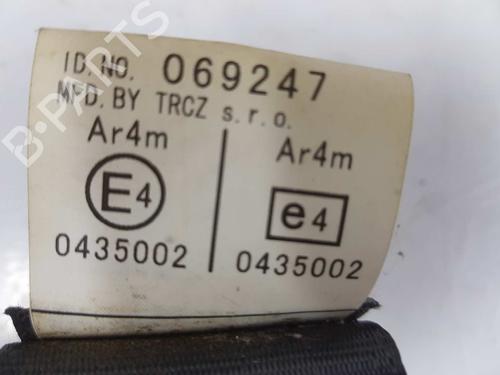 ID. NO. 069247
MFD. BY TRCZ s.r.o.
Ar4m Ar4m
E4 e4
0435002 0435002
B-PARTS